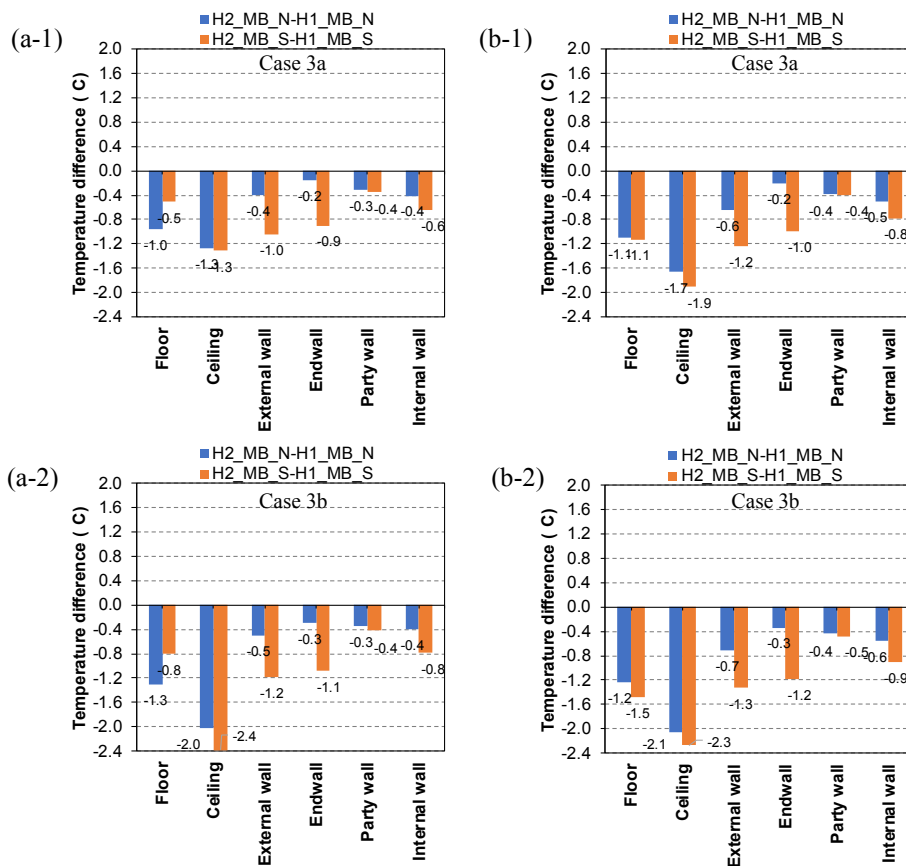 (a-1)
H2_MB_N-H1_MB_N
H2_MB_S-H1_MB_S
Case 3a
Temperature difference ( C)
2.0
1.6
1.2
0.8
0.4
0.0
-0.4
-0.8
-1.2
-1.6
-2.0
-2.4
-1.0
-0.5
-1.3
-1.3
-0.4
-1.0
-0.2
-0.9
-0.3
-0.4
-0.4
-0.6
Floor
Ceiling
External wall
Endwall
Party wall
Internal wall
(b-1)
H2_MB_N-H1_MB_N
H2_MB_S-H1_MB_S
Case 3a
Temperature difference ( C)
2.0
1.6
1.2
0.8
0.4
0.0
-0.4
-0.8
-1.2
-1.6
-2.0
-2.4
-1.1
-1.1
-1.7
-1.9
-0.6
-1.2
-0.2
-1.0
-0.4
-0.4
-0.5
-0.8
Floor
Ceiling
External wall
Endwall
Party wall
Internal wall
(a-2)
H2_MB_N-H1_MB_N
H2_MB_S-H1_MB_S
Case 3b
Temperature difference ( C)
2.0
1.6
1.2
0.8
0.4
0.0
-0.4
-0.8
-1.2
-1.6
-2.0
-2.4
-1.3
-0.8
-2.0
-2.4
-0.5
-1.2
-0.3
-1.1
-0.3
-0.4
-0.4
-0.8
Floor
Ceiling
External wall
Endwall
Party wall
Internal wall
(b-2)
H2_MB_N-H1_MB_N
H2_MB_S-H1_MB_S
Case 3b
Temperature difference ( C)
2.0
1.6
1.2
0.8
0.4
0.0
-0.4
-0.8
-1.2
-1.6
-2.0
-2.4
-1.2
-1.5
-2.1
-2.3
-0.7
-1.3
-0.3
-1.2
-0.4
-0.5
-0.6
-0.9
Floor
Ceiling
External wall
Endwall
Party wall
Internal wall